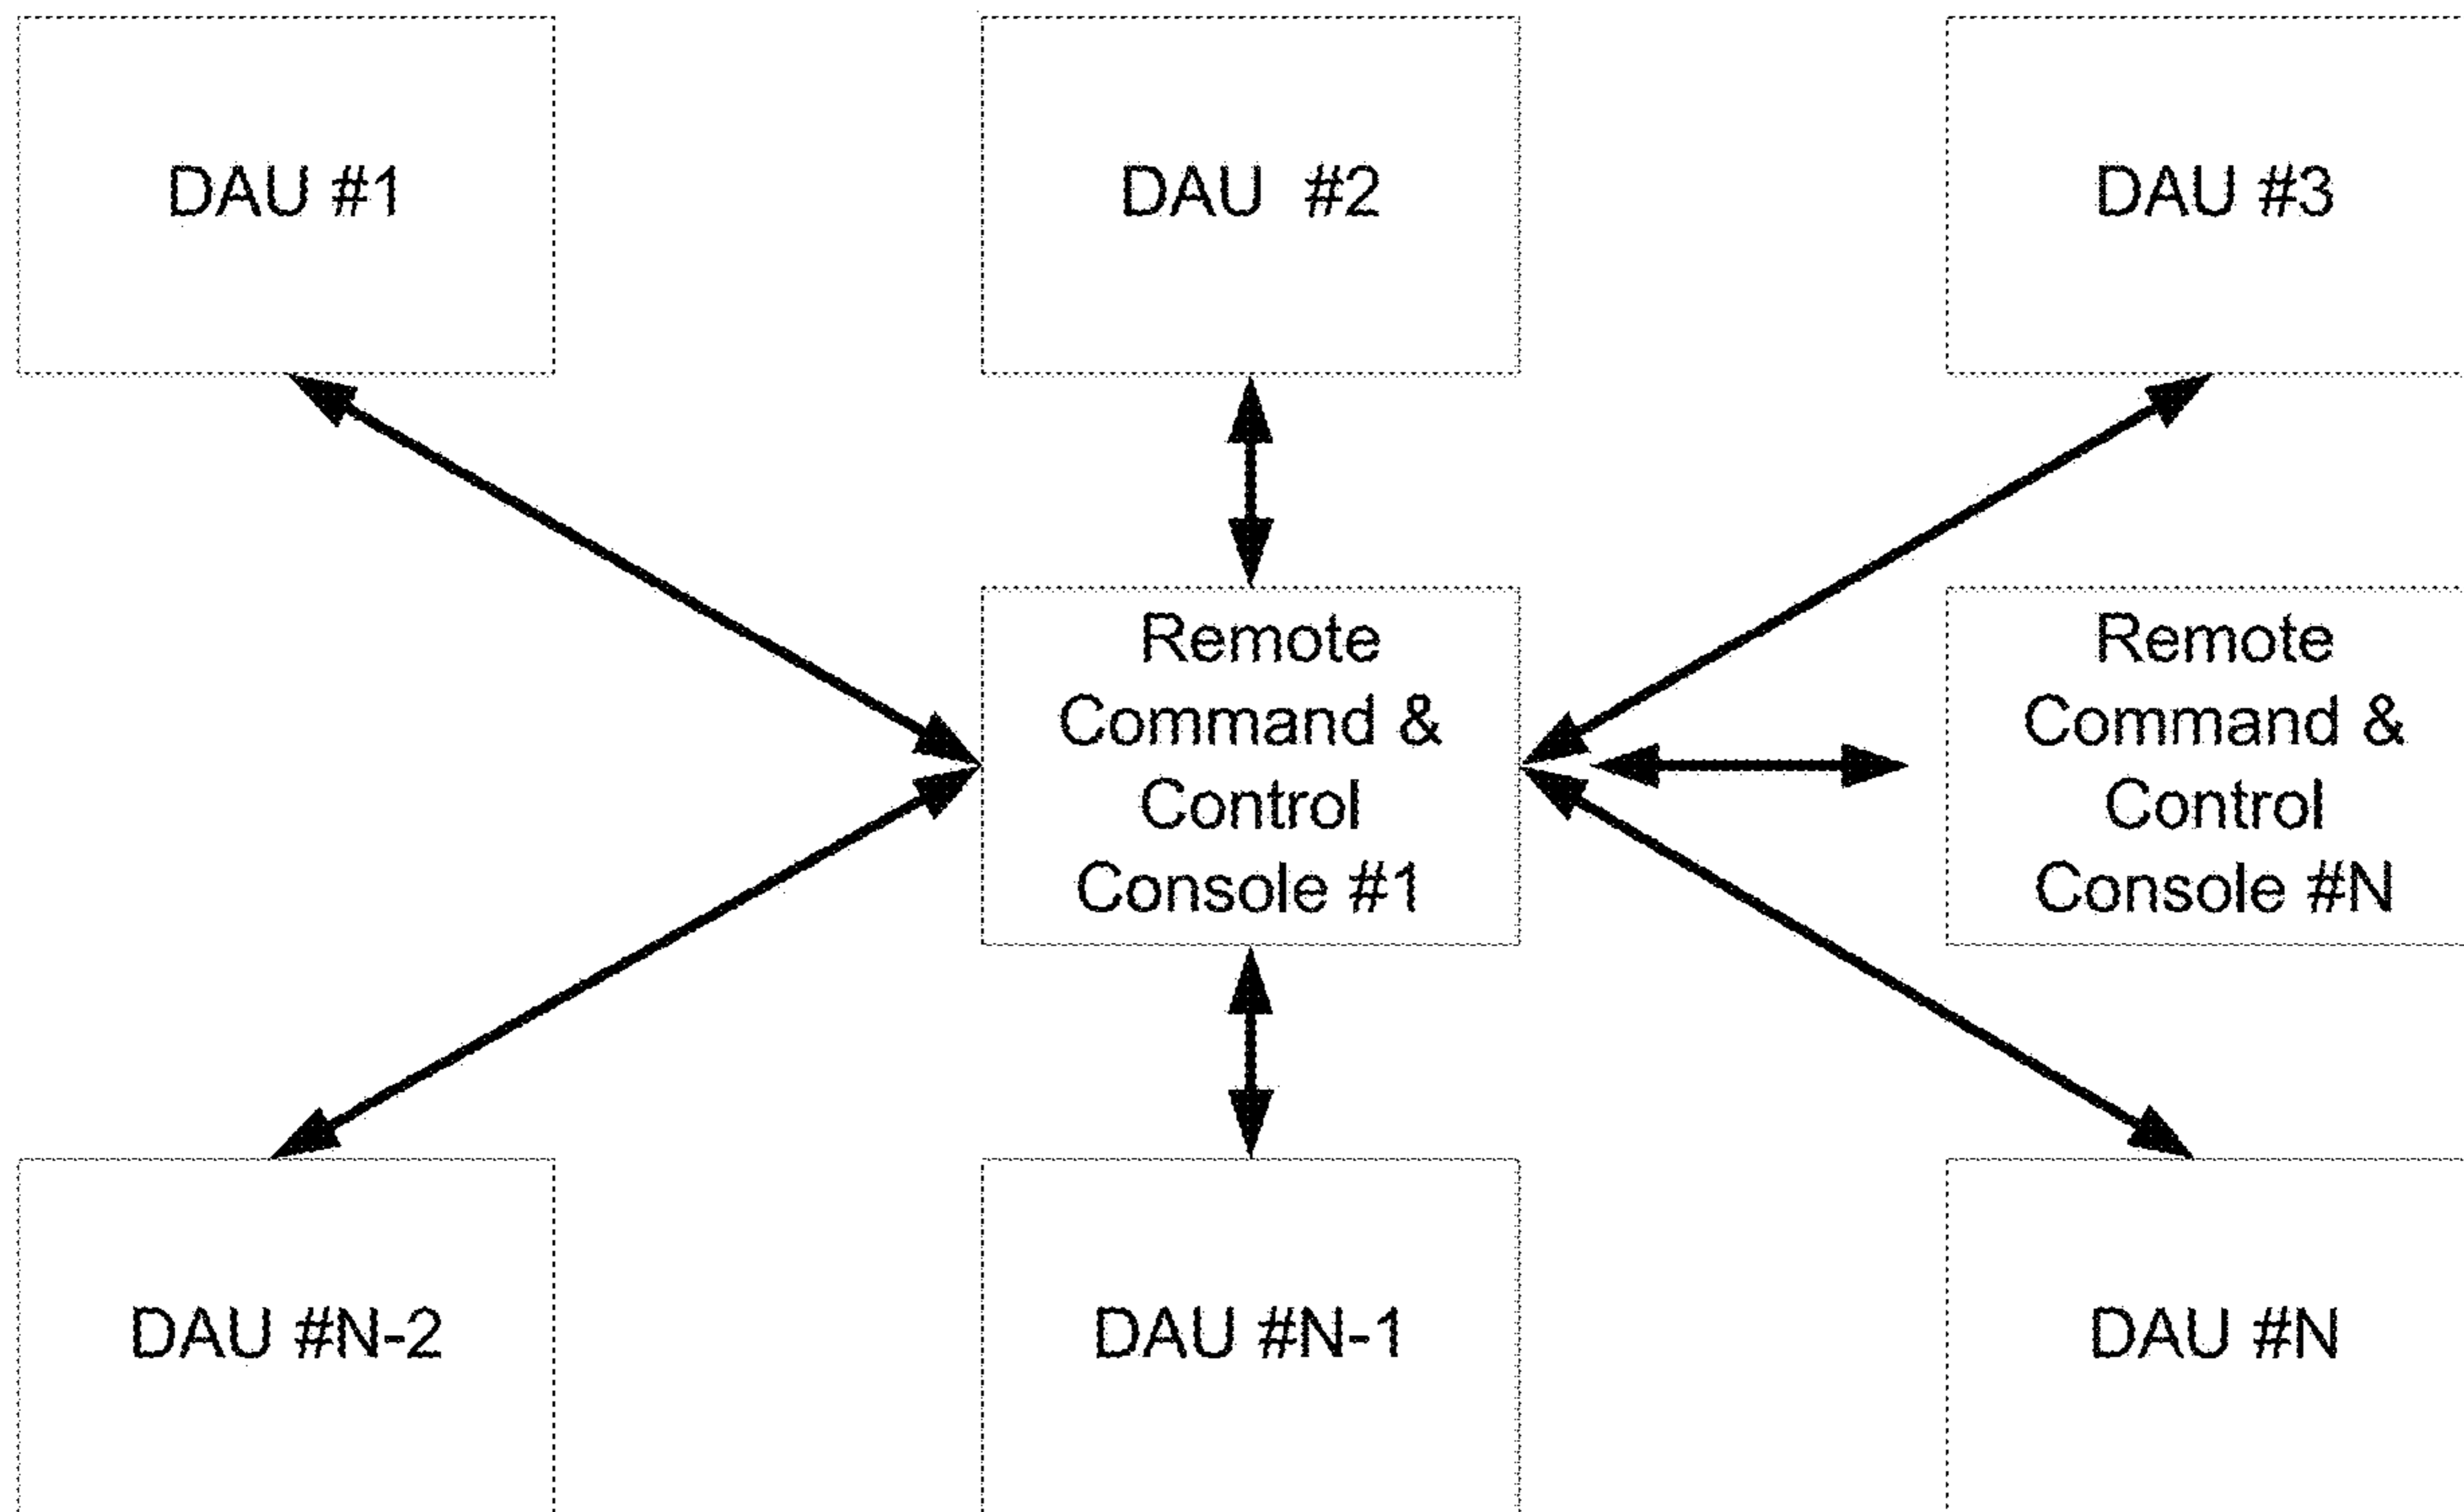 DAU #1
DAU  #2
DAU #3
Remote
Command &
Control
Console #1
Remote
Command &
Control
Console #N
DAU #N-2
DAU #N-1
DAU #N